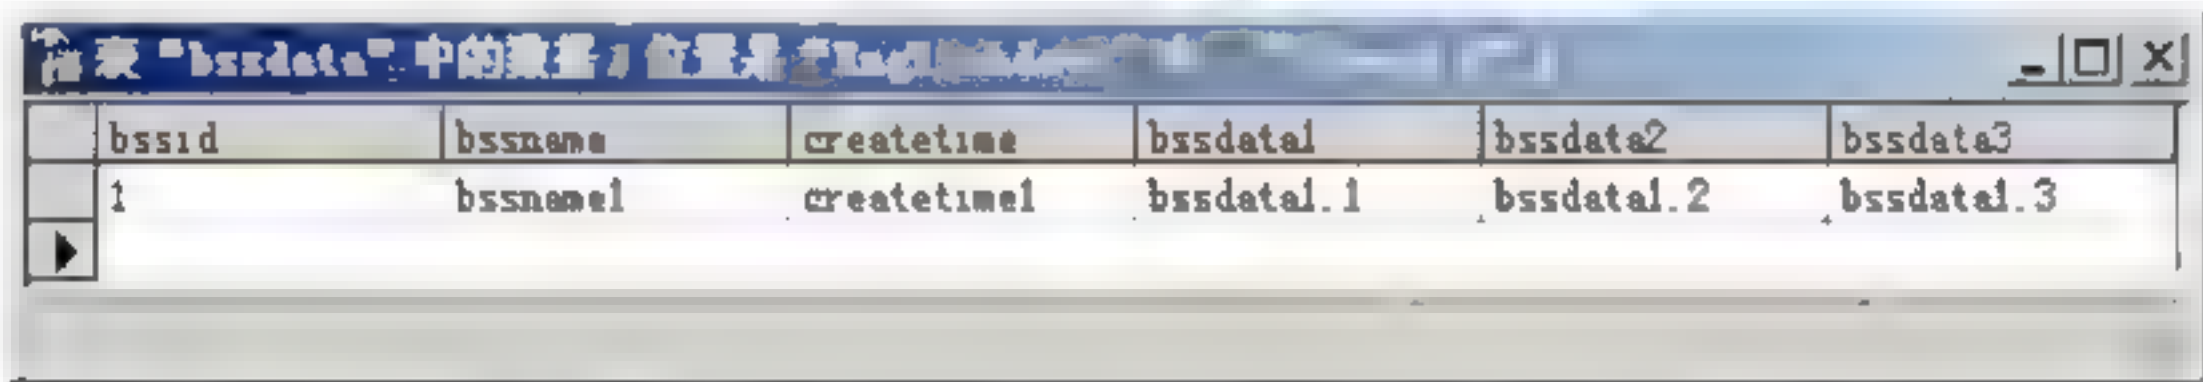 表 "bssdata" 中的数据，位置是
bssid bssname createtime bssdata1 bssdata2 bssdata3
1 bssname1 createtime1 bssdata1.1 bssdata1.2 bssdata1.3